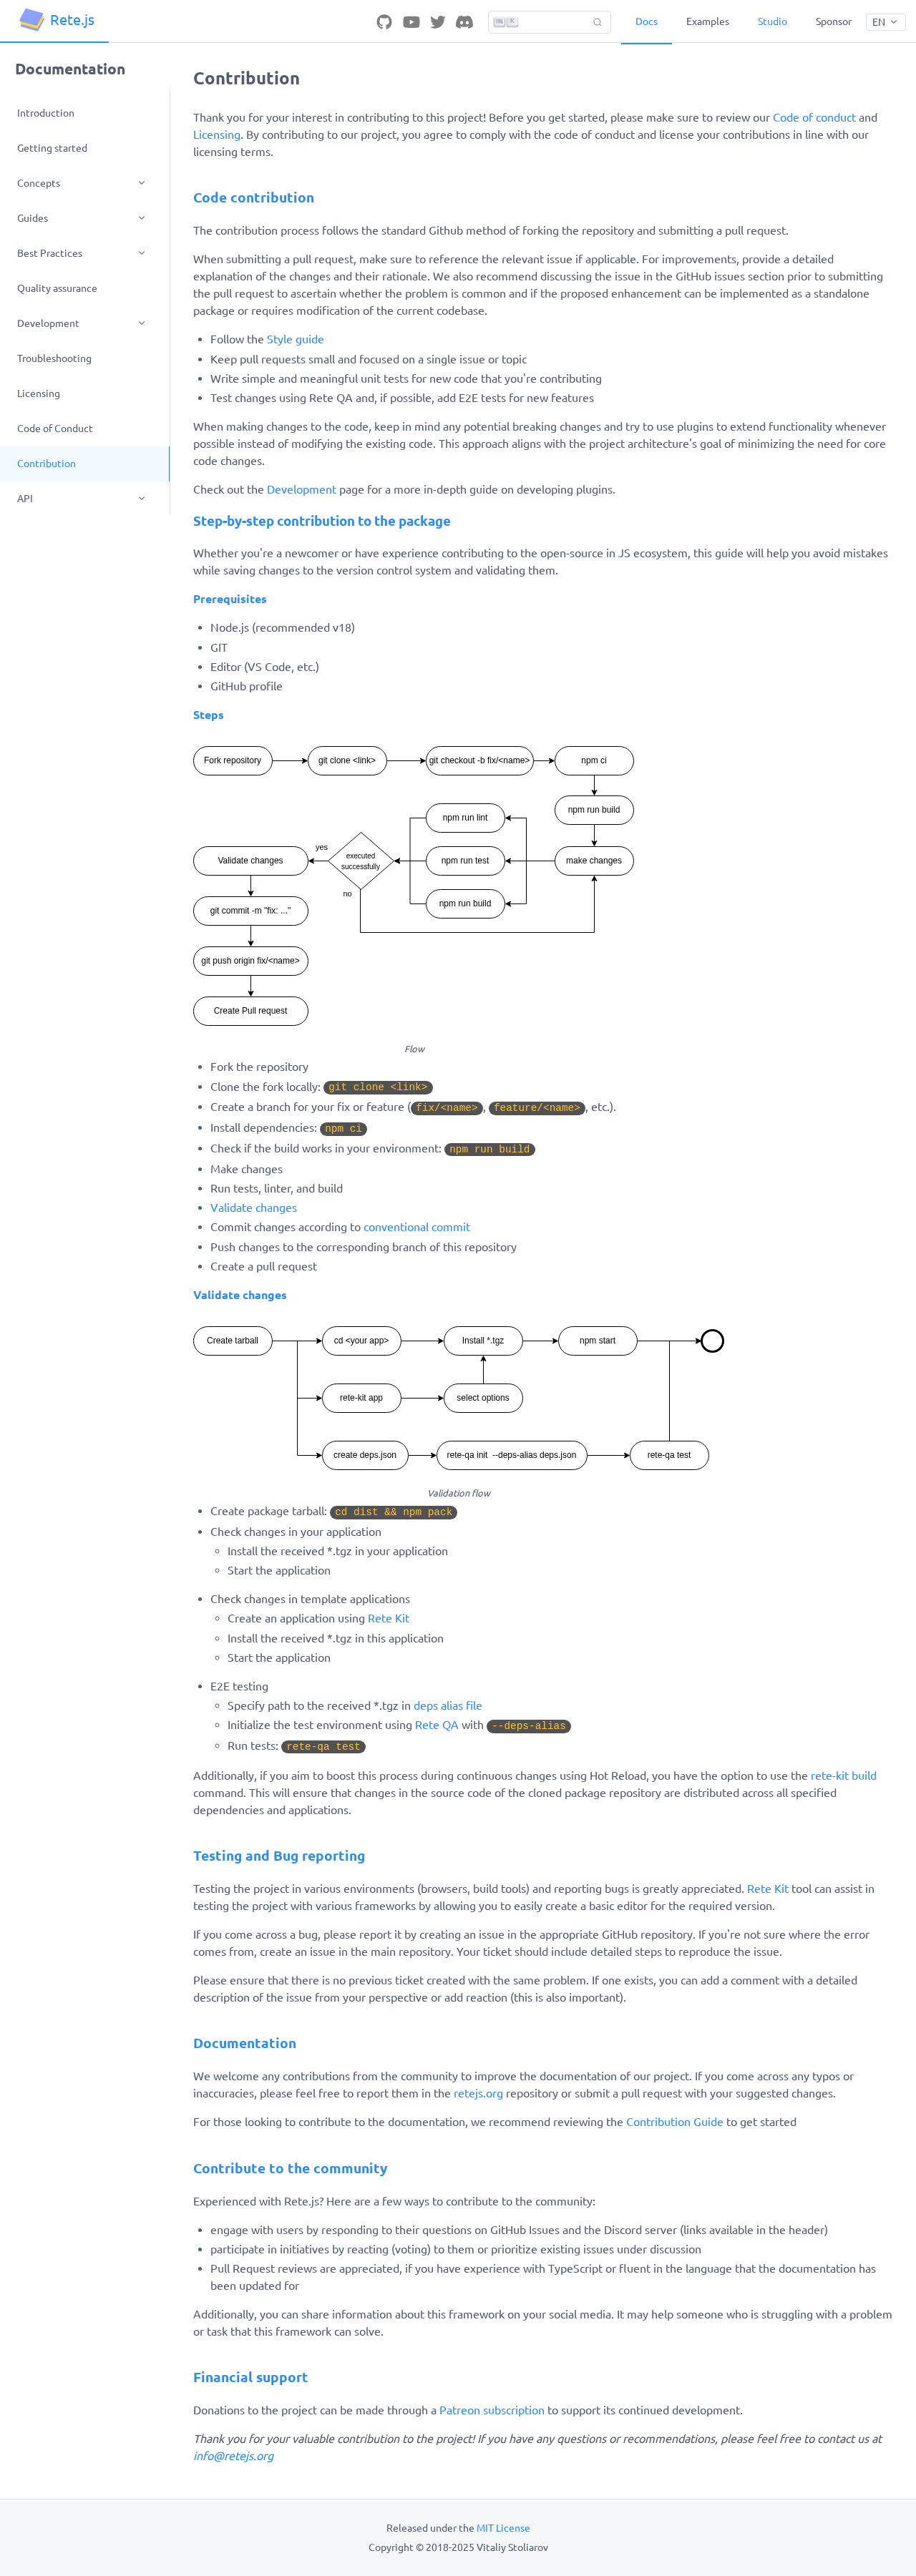 Rete.js
Docs
Examples
Studio
Sponsor
EN
Documentation
Introduction
Getting started
Concepts
Guides
Best Practices
Quality assurance
Development
Troubleshooting
Licensing
Code of Conduct
Contribution
API
Contribution
Thank you for your interest in contributing to this project! Before you get started, please make sure to review our Code of conduct and
Licensing. By contributing to our project, you agree to comply with the code of conduct and license your contributions in line with our
licensing terms.
Code contribution
The contribution process follows the standard Github method of forking the repository and submitting a pull request.
When submitting a pull request, make sure to reference the relevant issue if applicable. For improvements, provide a detailed
explanation of the changes and their rationale. We also recommend discussing the issue in the GitHub issues section prior to submitting
the pull request to ascertain whether the problem is common and if the proposed enhancement can be implemented as a standalone
package or requires modification of the current codebase.
• Follow the Style guide
• Keep pull requests small and focused on a single issue or topic
• Write simple and meaningful unit tests for new code that you're contributing
• Test changes using Rete QA and, if possible, add E2E tests for new features
When making changes to the code, keep in mind any potential breaking changes and try to use plugins to extend functionality whenever
possible instead of modifying the existing code. This approach aligns with the project architecture's goal of minimizing the need for core
code changes.
Check out the Development page for a more in-depth guide on developing plugins.
Step-by-step contribution to the package
Whether you're a newcomer or have experience contributing to the open-source in JS ecosystem, this guide will help you avoid mistakes
while saving changes to the version control system and validating them.
Prerequisites
• Node.js (recommended v18)
• GIT
• Editor (VS Code, etc.)
• GitHub profile
Steps
Fork repository
git clone <link>
git checkout -b fix/<name>
npm ci
npm run build
npm run lint
yes
Validate changes
executed
successfully
npm run test
make changes
no
npm run build
git commit -m "fix: ..."
git push origin fix/<name>
Create Pull request
Flow
• Fork the repository
• Clone the fork locally: git clone <link>
• Create a branch for your fix or feature (fix/<name>, feature/<name>, etc.).
• Install dependencies: npm ci
• Check if the build works in your environment: npm run build
• Make changes
• Run tests, linter, and build
• Validate changes
• Commit changes according to conventional commit
• Push changes to the corresponding branch of this repository
• Create a pull request
Validate changes
Create tarball
cd <your app>
Install *.tgz
npm start
rete-kit app
select options
create deps.json
rete-qa init --deps-alias deps.json
rete-qa test
Validation flow
• Create package tarball: cd dist && npm pack
• Check changes in your application
◦ Install the received *.tgz in your application
◦ Start the application
• Check changes in template applications
◦ Create an application using Rete Kit
◦ Install the received *.tgz in this application
◦ Start the application
• E2E testing
◦ Specify path to the received *.tgz in deps alias file
◦ Initialize the test environment using Rete QA with --deps-alias
◦ Run tests: rete-qa test
Additionally, if you aim to boost this process during continuous changes using Hot Reload, you have the option to use the rete-kit build
command. This will ensure that changes in the source code of the cloned package repository are distributed across all specified
dependencies and applications.
Testing and Bug reporting
Testing the project in various environments (browsers, build tools) and reporting bugs is greatly appreciated. Rete Kit tool can assist in
testing the project with various frameworks by allowing you to easily create a basic editor for the required version.
If you come across a bug, please report it by creating an issue in the appropriate GitHub repository. If you're not sure where the error
comes from, create an issue in the main repository. Your ticket should include detailed steps to reproduce the issue.
Please ensure that there is no previous ticket created with the same problem. If one exists, you can add a comment with a detailed
description of the issue from your perspective or add reaction (this is also important).
Documentation
We welcome any contributions from the community to improve the documentation of our project. If you come across any typos or
inaccuracies, please feel free to report them in the retejs.org repository or submit a pull request with your suggested changes.
For those looking to contribute to the documentation, we recommend reviewing the Contribution Guide to get started
Contribute to the community
Experienced with Rete.js? Here are a few ways to contribute to the community:
• engage with users by responding to their questions on GitHub Issues and the Discord server (links available in the header)
• participate in initiatives by reacting (voting) to them or prioritize existing issues under discussion
• Pull Request reviews are appreciated, if you have experience with TypeScript or fluent in the language that the documentation has
been updated for
Additionally, you can share information about this framework on your social media. It may help someone who is struggling with a problem
or task that this framework can solve.
Financial support
Donations to the project can be made through a Patreon subscription to support its continued development.
Thank you for your valuable contribution to the project! If you have any questions or recommendations, please feel free to contact us at
info@retejs.org
Released under the MIT License
Copyright © 2018-2025 Vitaliy Stoliarov